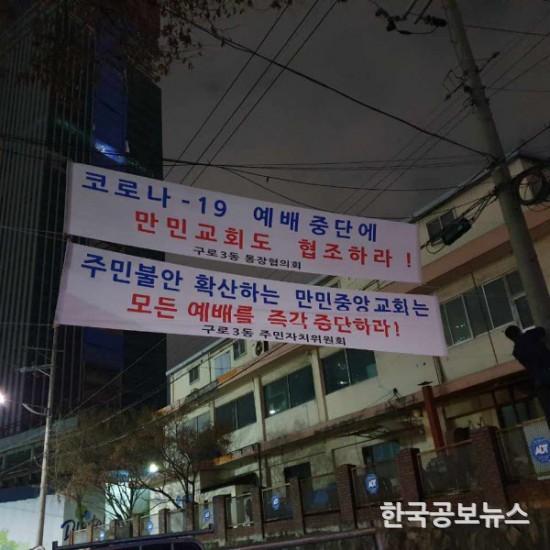 코로나-19 예배중단에
만민교회도 협조하라!
구로3동 통장협의회
주민불안 확산하는 만민중앙교회는
모든 예배를 즉각 중단하라!
구로3동 주민자치위원회
ADT
ADT
한국공보뉴스